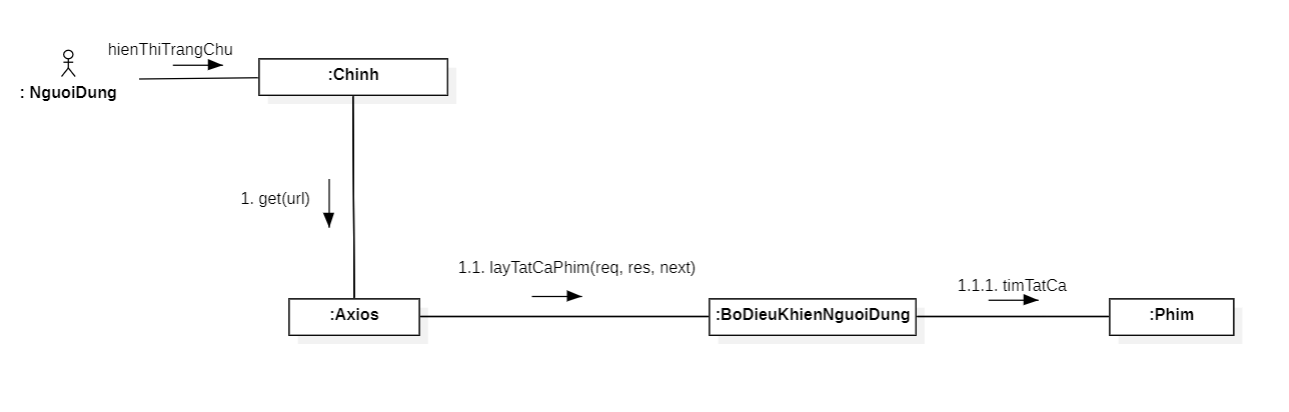 hienThiTrangChu
: NguoiDung
:Chinh
1. get(url)
:Axios
1.1. layTatCaPhim(req, res, next)
:BoDieuKhienNguoiDung
1.1.1. timTatCa
:Phim